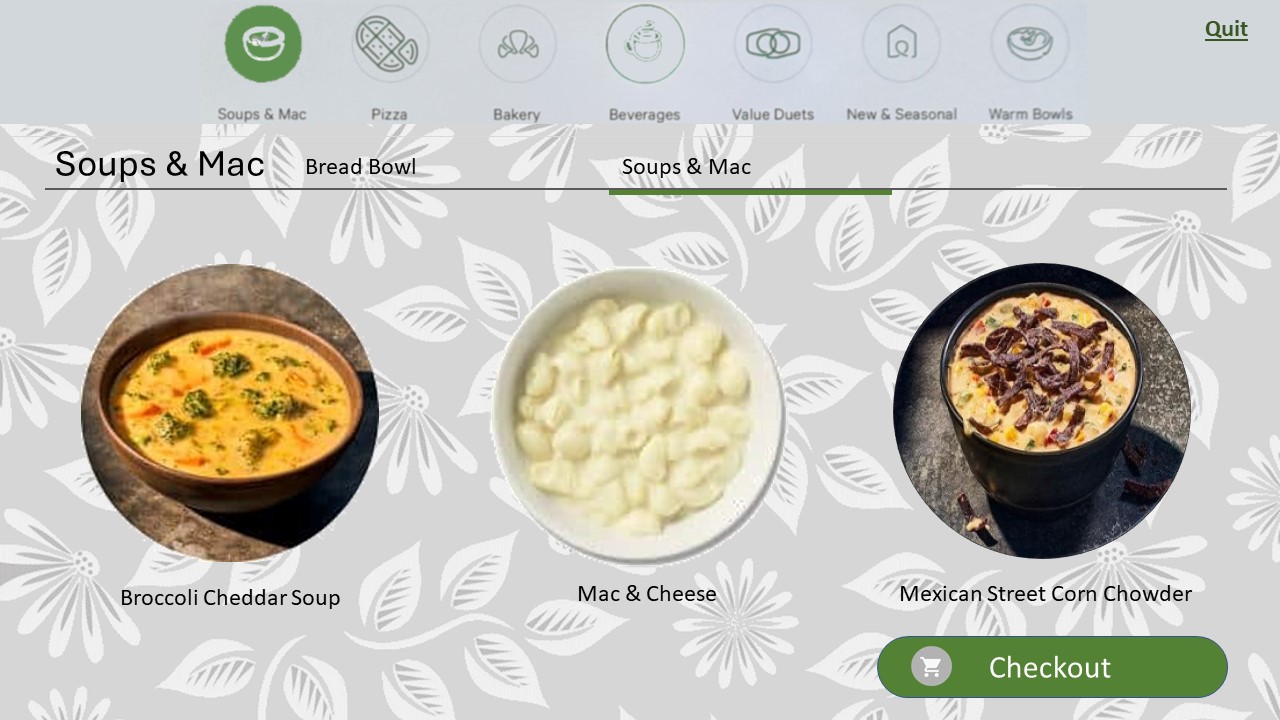 Quit
Soups & Mac
Pizza
Bakery
Beverages
Value Duets
New & Seasonal
Warm Bowls
Soups & Mac
Bread Bowl
Soups & Mac
Broccoli Cheddar Soup
Mac & Cheese
Mexican Street Corn Chowder
Checkout